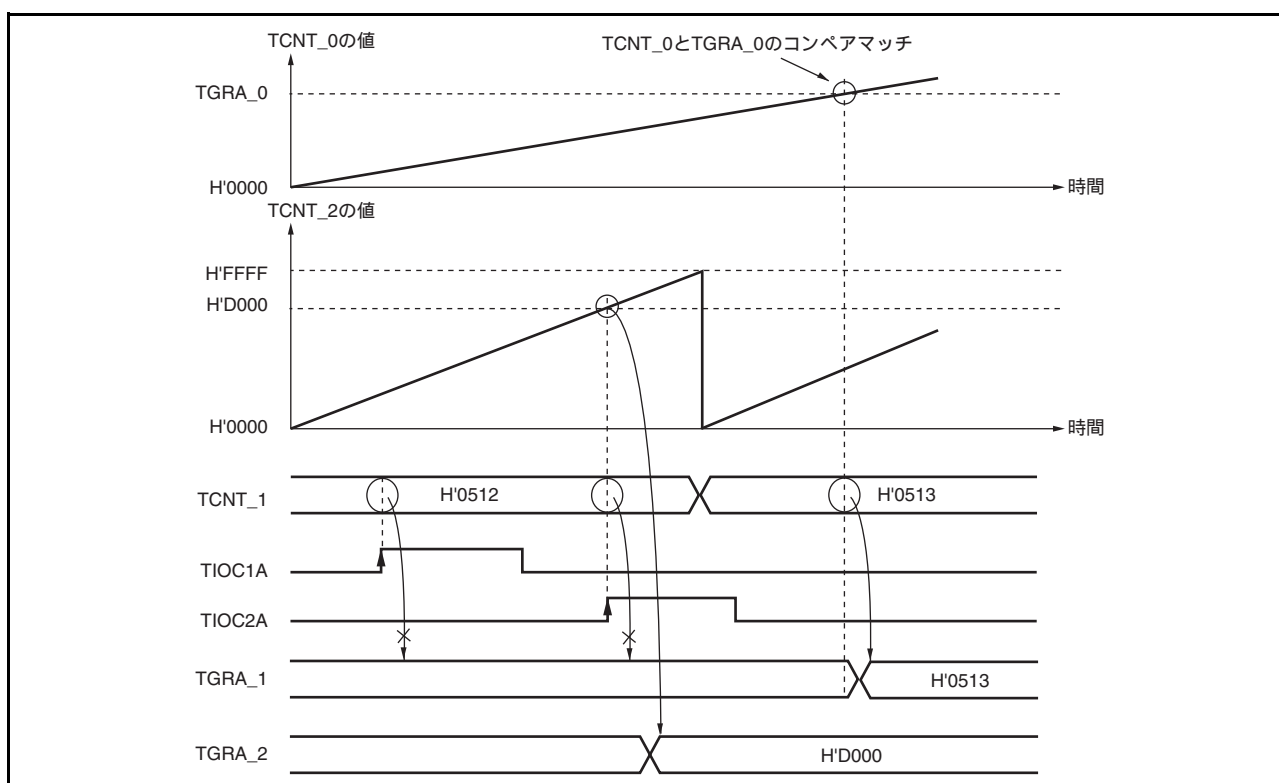 TCNT_0の値
TCNT_0とTGRA_0のコンペアマッチ
TGRA_0
H'0000
時間
TCNT_2の値
H'FFFF
H'D000
H'0000
時間
TCNT_1
H'0512
H'0513
TIOC1A
TIOC2A
TGRA_1
H'0513
TGRA_2
H'D000